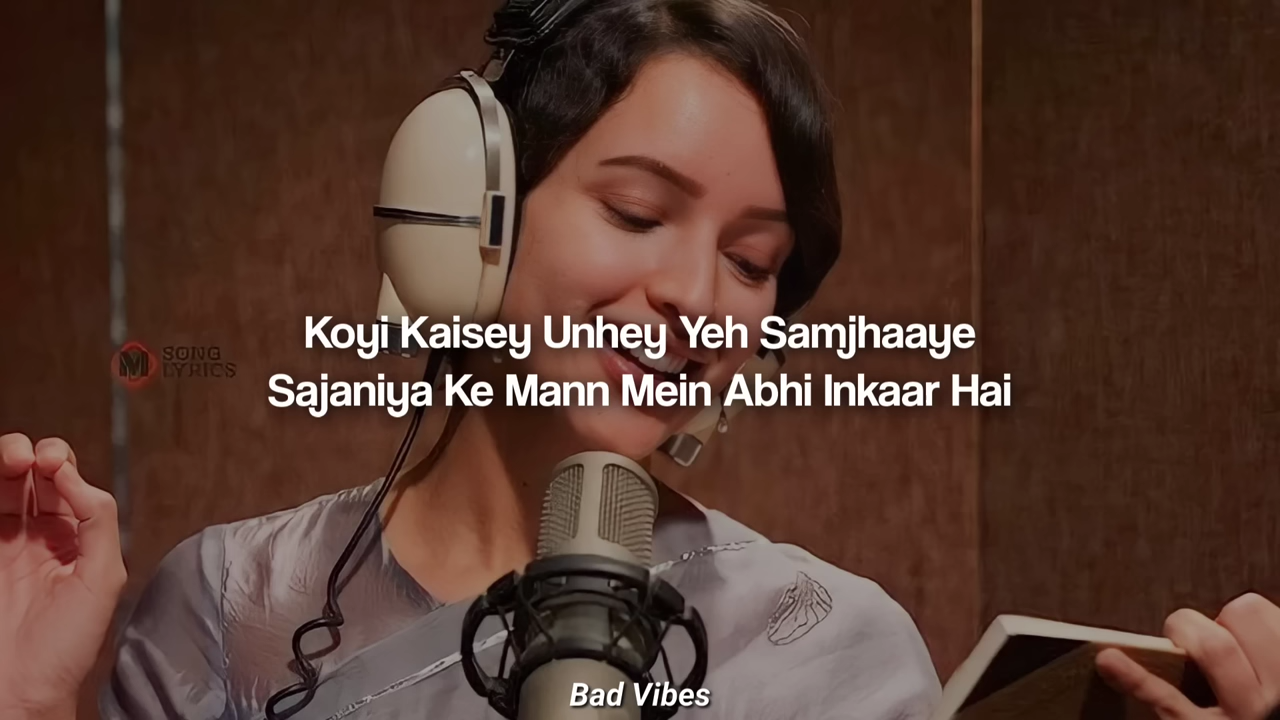 Koyi Kaisey Unhey Yeh Samjhaaye
SONG
LYRICS
Sajaniya Ke Mann Mein Abhi Inkaar Hai
Bad Vibes